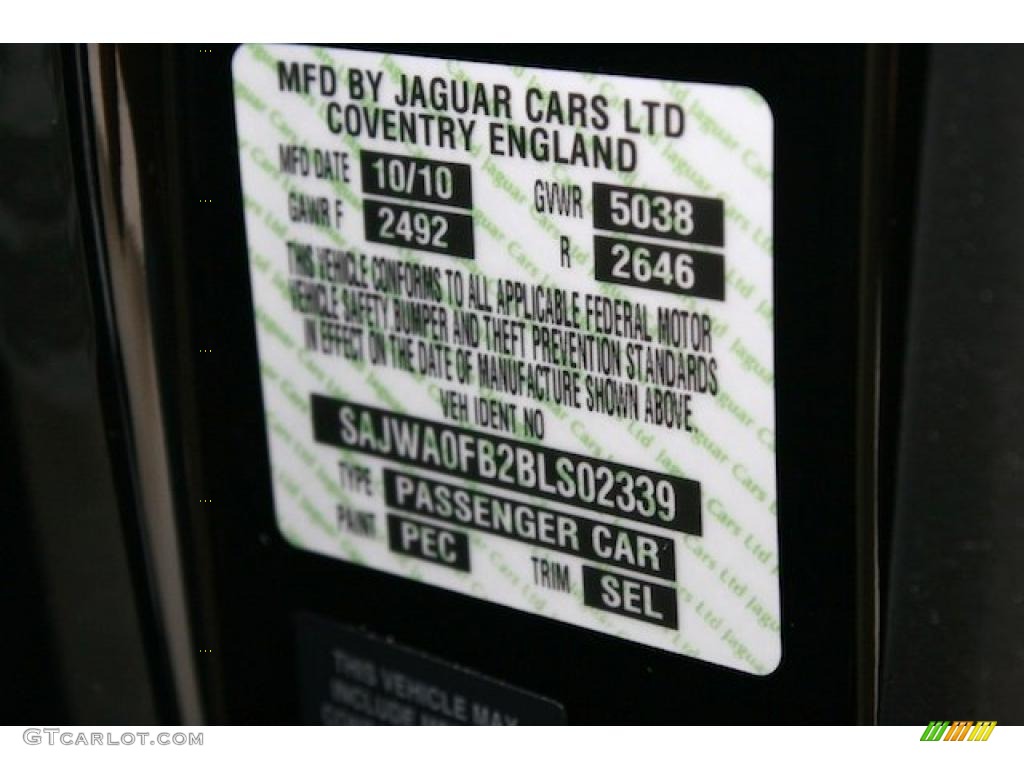 MFD BY JAGUAR CARS LTD
COVENTRY ENGLAND
MFD DATE 10/10 GVWR 5038
GAWR F 2492 R 2646
THIS VEHICLE CONFORMS TO ALL APPLICABLE FEDERAL MOTOR
VEHICLE SAFETY BUMPER AND THEFT PREVENTION STANDARDS
IN EFFECT ON THE DATE OF MANUFACTURE SHOWN ABOVE.
VEH IDENT NO
SAJWA0FB2BLS02339
TYPE PASSENGER CAR
PAINT PEC TRIM SEL
THIS VEHICLE MAY
INCLUDE
GTcarlot.com